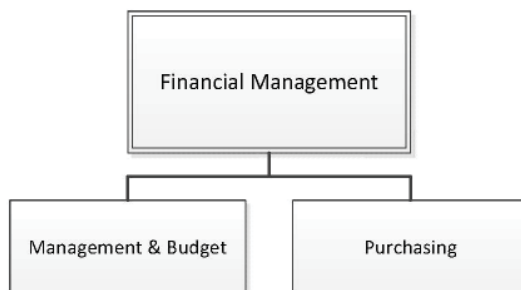 Financial Management
Management & Budget
Purchasing